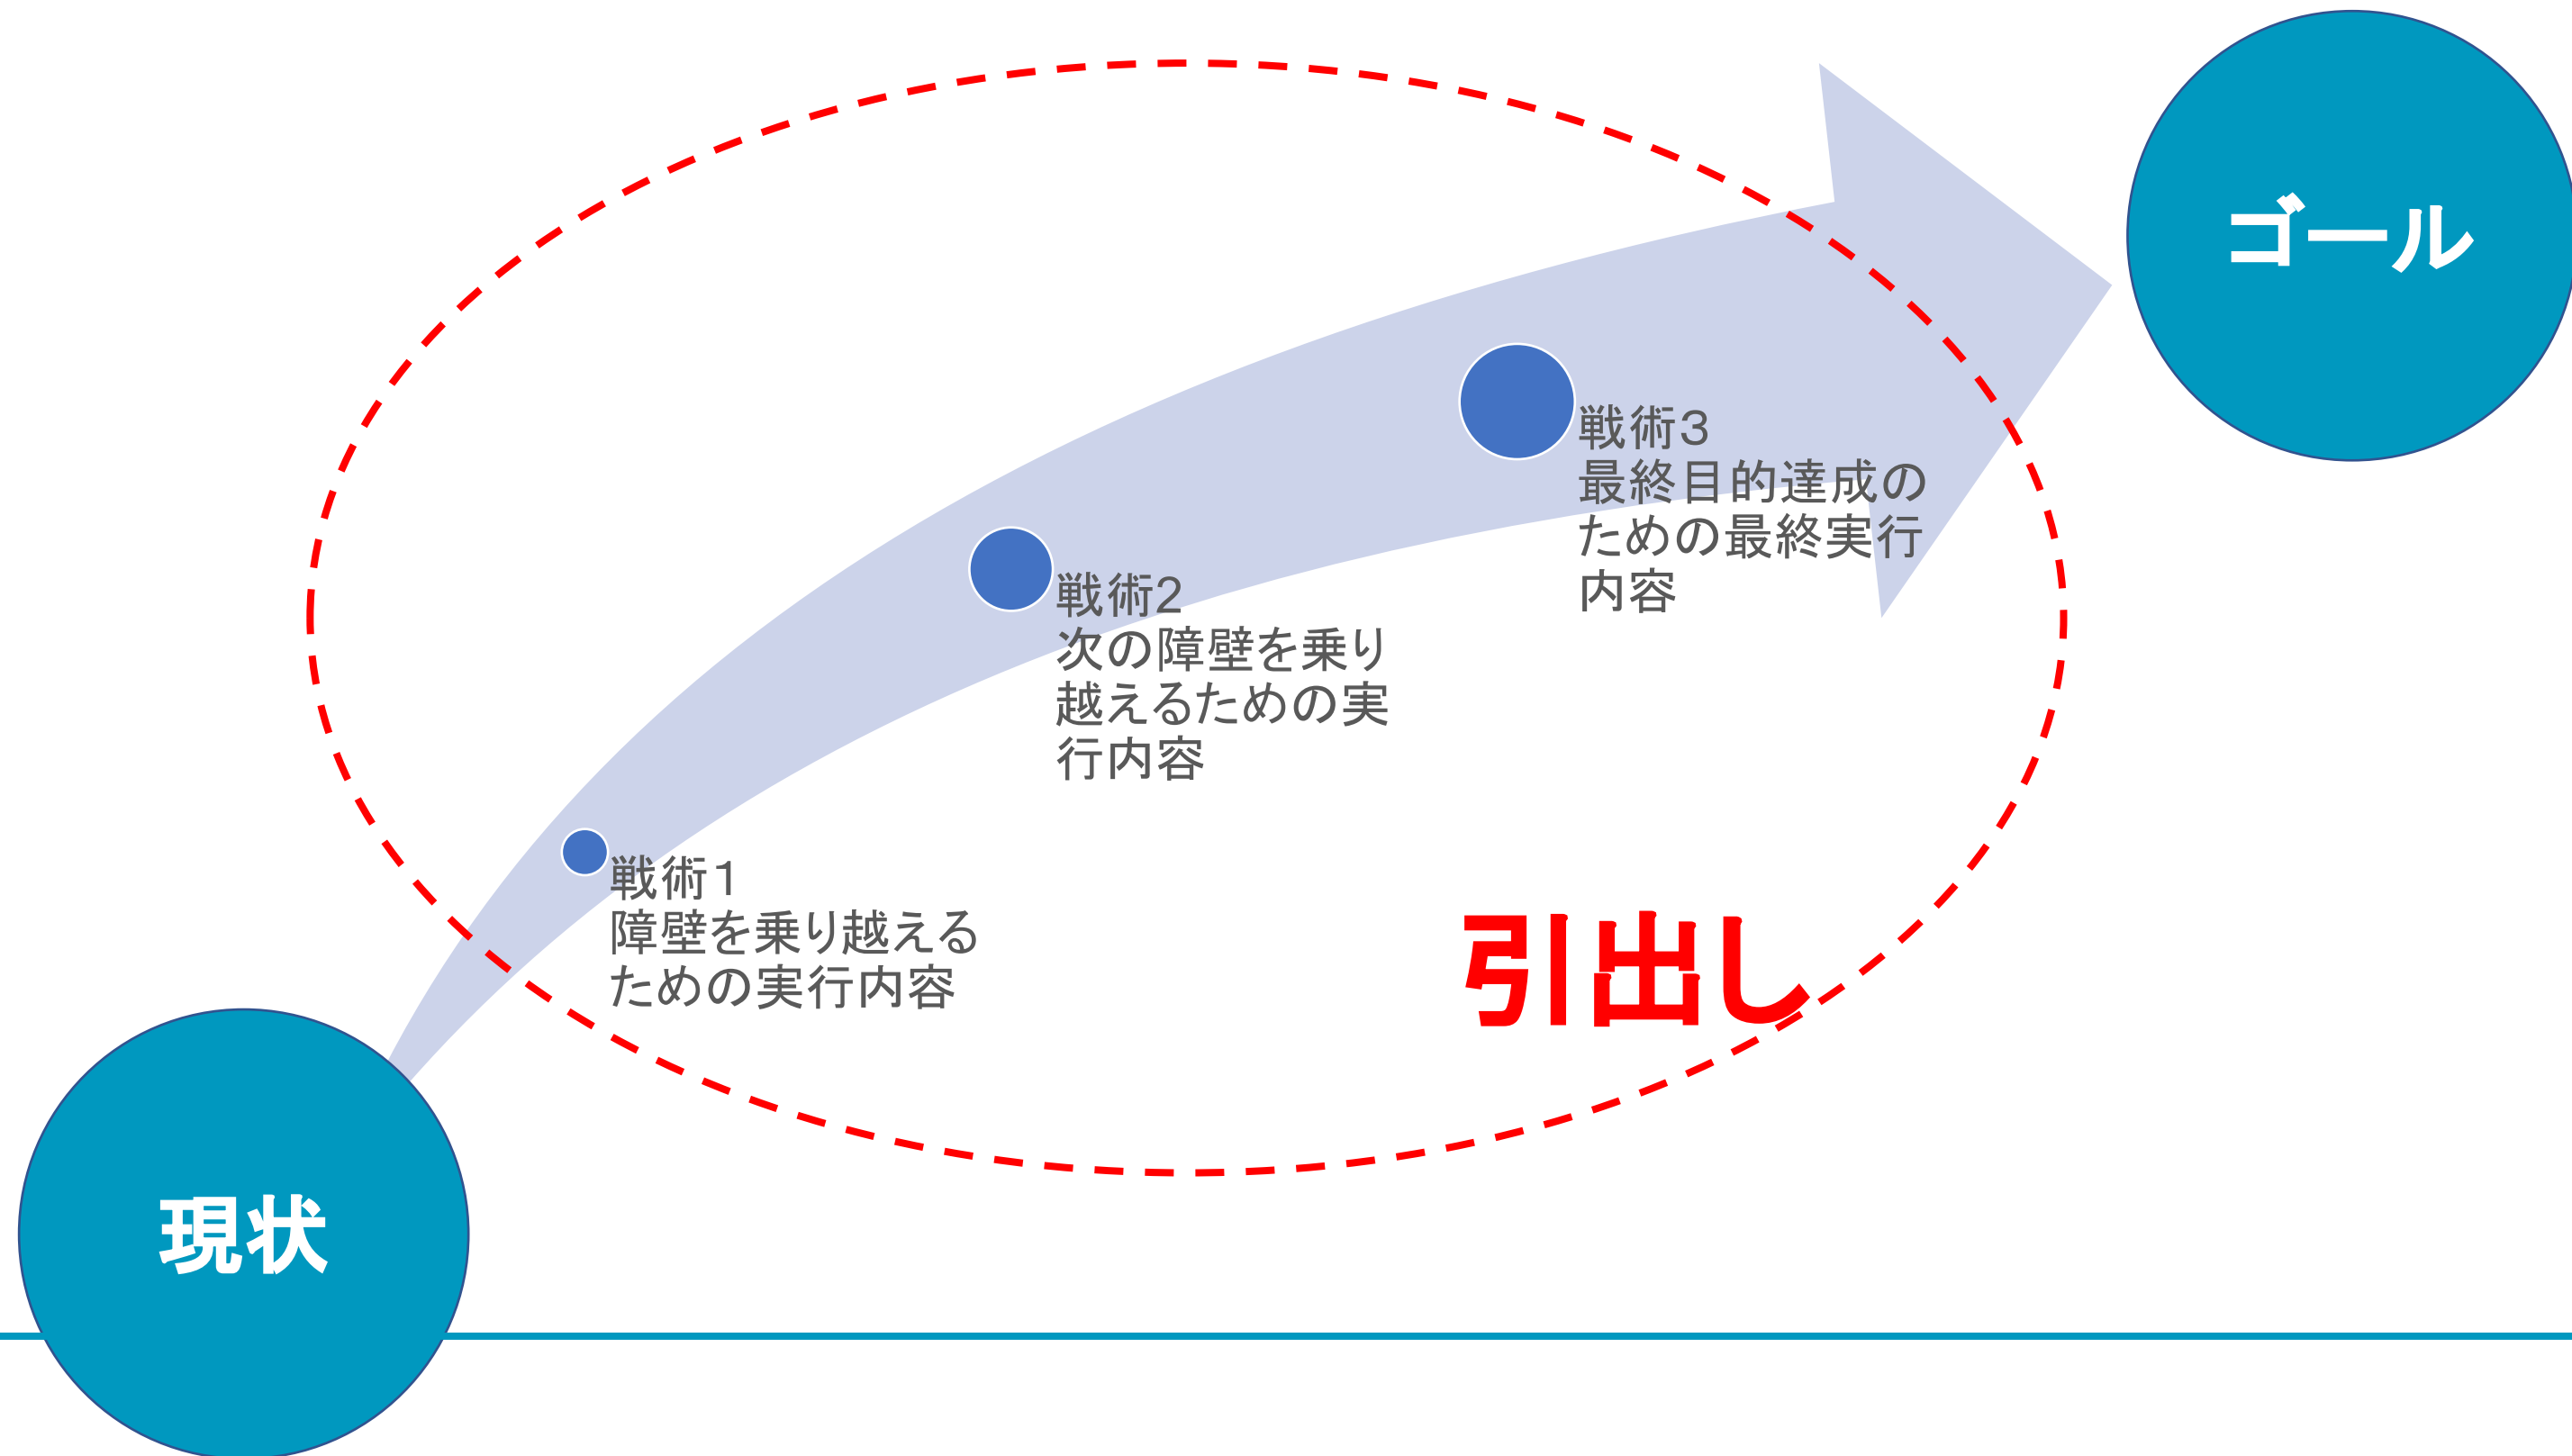 ゴール
戦術3
最終目的達成の
ための最終実行
内容
戦術2
次の障壁を乗り
越えるための実
行内容
戦術1
障壁を乗り越える
ための実行内容
引出し
現状